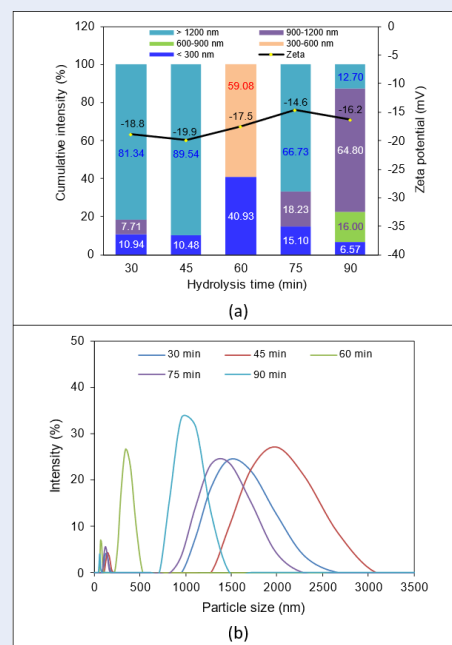 > 1200 nm 900-1200 nm
600-900 nm 300-600 nm
< 300 nm Zeta
Cumulative intensity (%)
100
80
60
40
20
0
Zeta potential (mV)
0
-5
-10
-15
-20
-25
-30
-35
-40
-18.8
81.34
7.71
10.94
-19.9
89.54
10.48
59.08
-17.5
40.93
-14.6
66.73
18.23
15.10
12.70
-16.2
64.80
16.00
6.57
30 45 60 75 90
Hydrolysis time (min)
(a)
50
40
30
20
10
0
Intensity (%)
30 min 45 min 60 min
75 min 90 min
0 500 1000 1500 2000 2500 3000 3500
Particle size (nm)
(b)